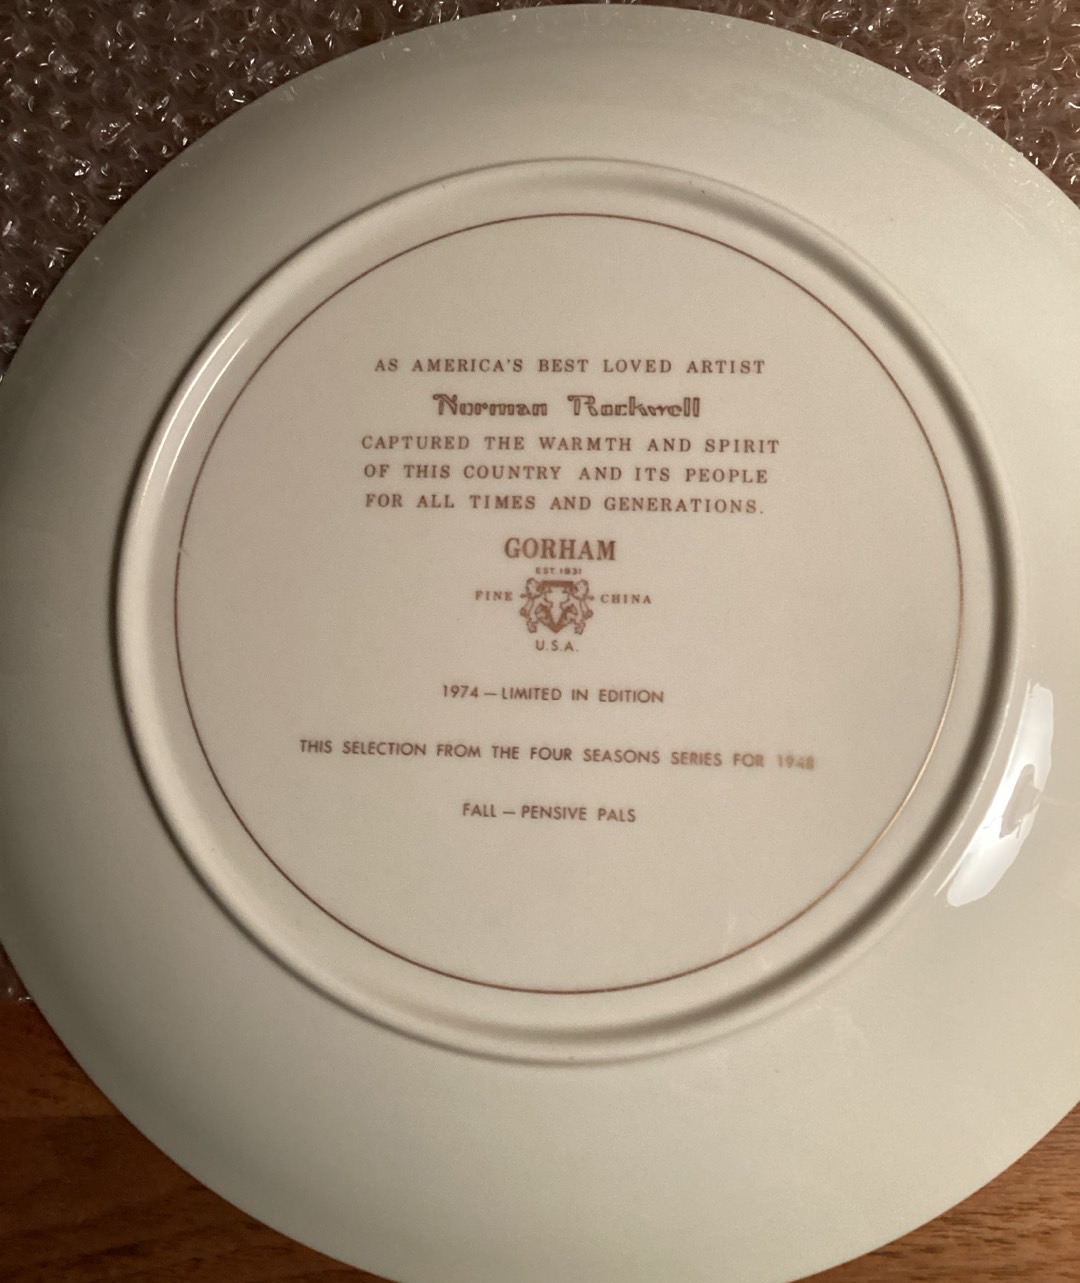 AS AMERICA'S BEST LOVED ARTIST
Norman Rockwell
CAPTURED THE WARMTH AND SPIRIT
OF THIS COUNTRY AND ITS PEOPLE
FOR ALL TIMES AND GENERATIONS.
GORHAM
EST. 1831
FINE CHINA
U.S.A.
1974 — LIMITED IN EDITION
THIS SELECTION FROM THE FOUR SEASONS SERIES FOR 1948
FALL — PENSIVE PALS